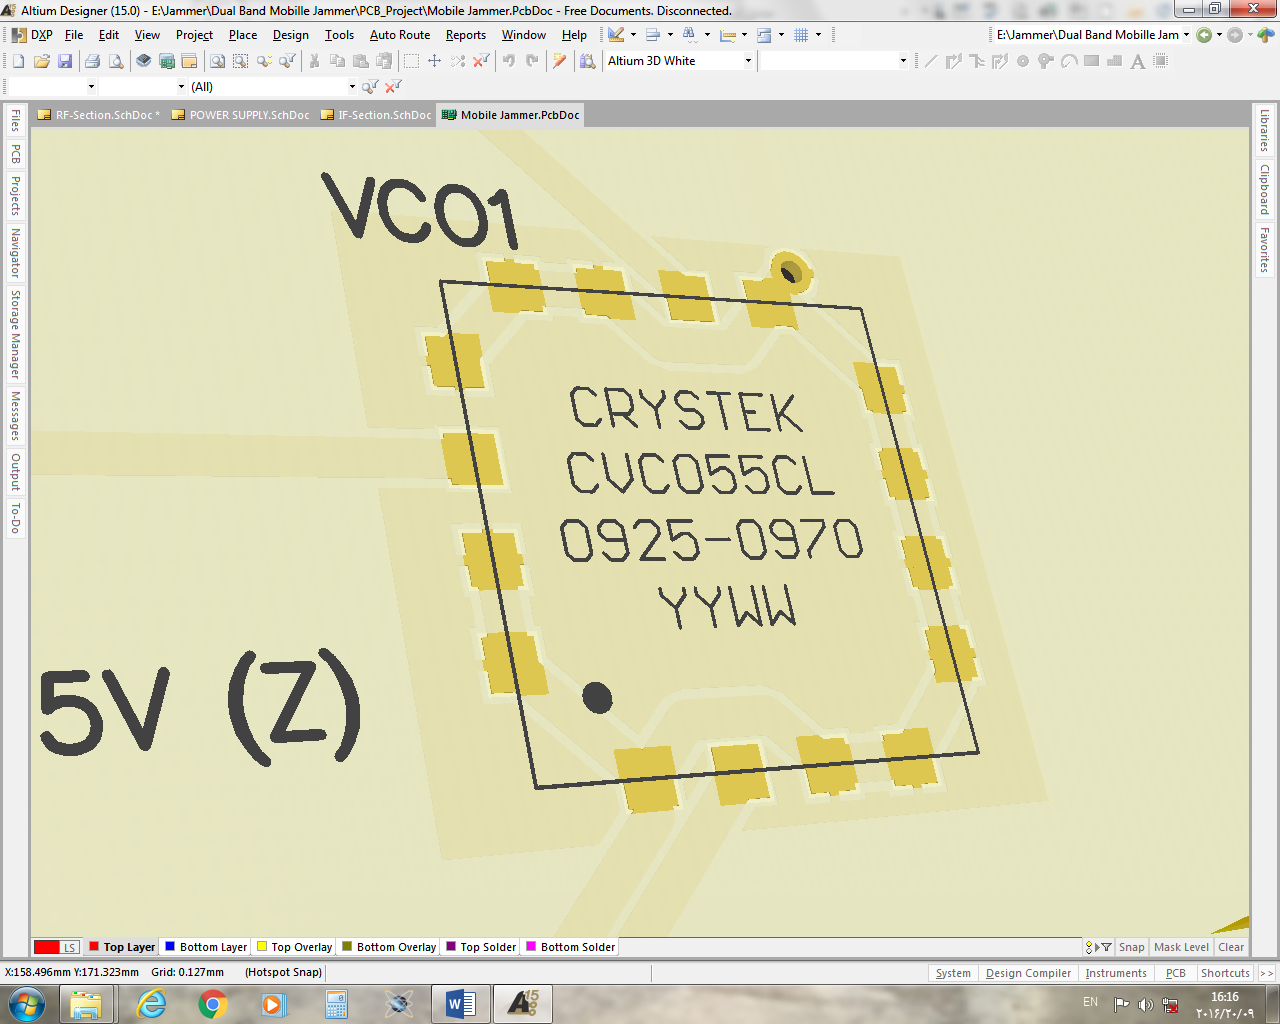 Altium Designer (15.0) - E:\Jammer\Dual Band Mobille Jammer\PCB_Project\Mobile Jammer.PcbDoc - Free Documents. Disconnected.
DXP File Edit View Project Place Design Tools Auto Route Reports Window Help E:\Jammer\Dual Band Mobille Jam
Altium 3D White
(All)
RF-Section.SchDoc * POWER SUPPLY.SchDoc IF-Section.SchDoc Mobile Jammer.PcbDoc
Files
PCB
Projects
Navigator
Storage Manager
Messages
Output
To-Do
Libraries
Clipboard
Favorites
VCO1
CRYSTEK
CVCO55CL
0925-0970
YYWW
5V (Z)
LS Top Layer Bottom Layer Top Overlay Bottom Overlay Top Solder Bottom Solder Snap Mask Level Clear
X:158.496mm Y:171.323mm Grid: 0.127mm (Hotspot Snap) System Design Compiler Instruments PCB Shortcuts >>
EN 16:16
٢٠١۶/٢٠/٠٩